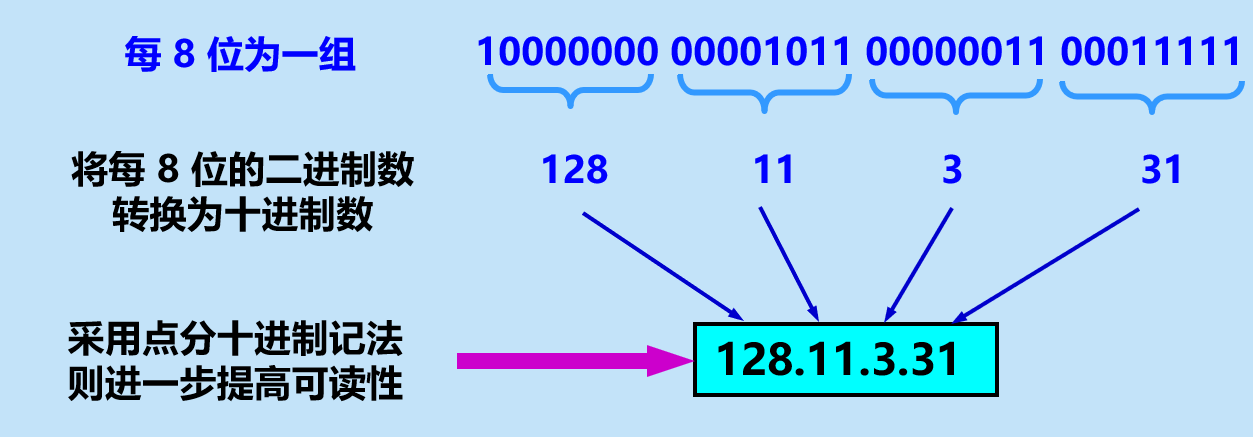 每 8 位为一组
10000000 00001011 00000011 00011111
将每 8 位的二进制数
转换为十进制数
128 11 3 31
采用点分十进制记法
则进一步提高可读性
128.11.3.31